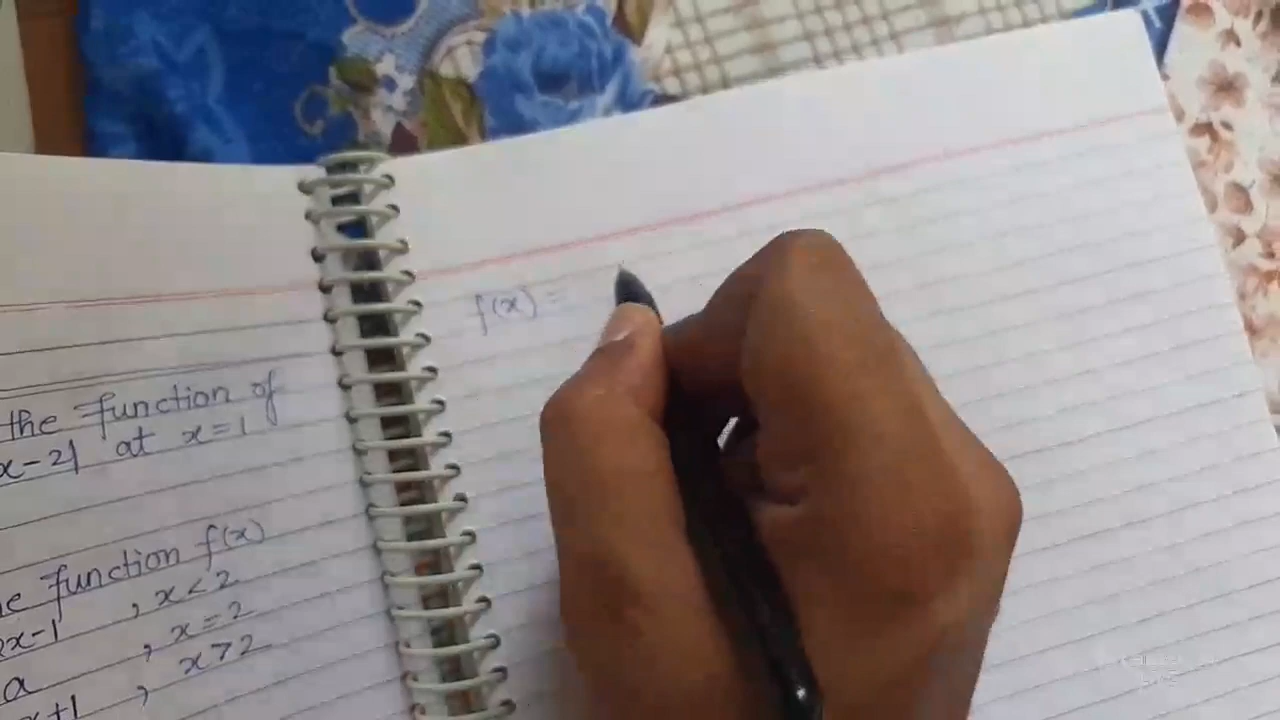 the function of
x-2| at x=1
function f(x)
2x-1 , x<2
a , x=2
x+1 , x>2
f(x) =